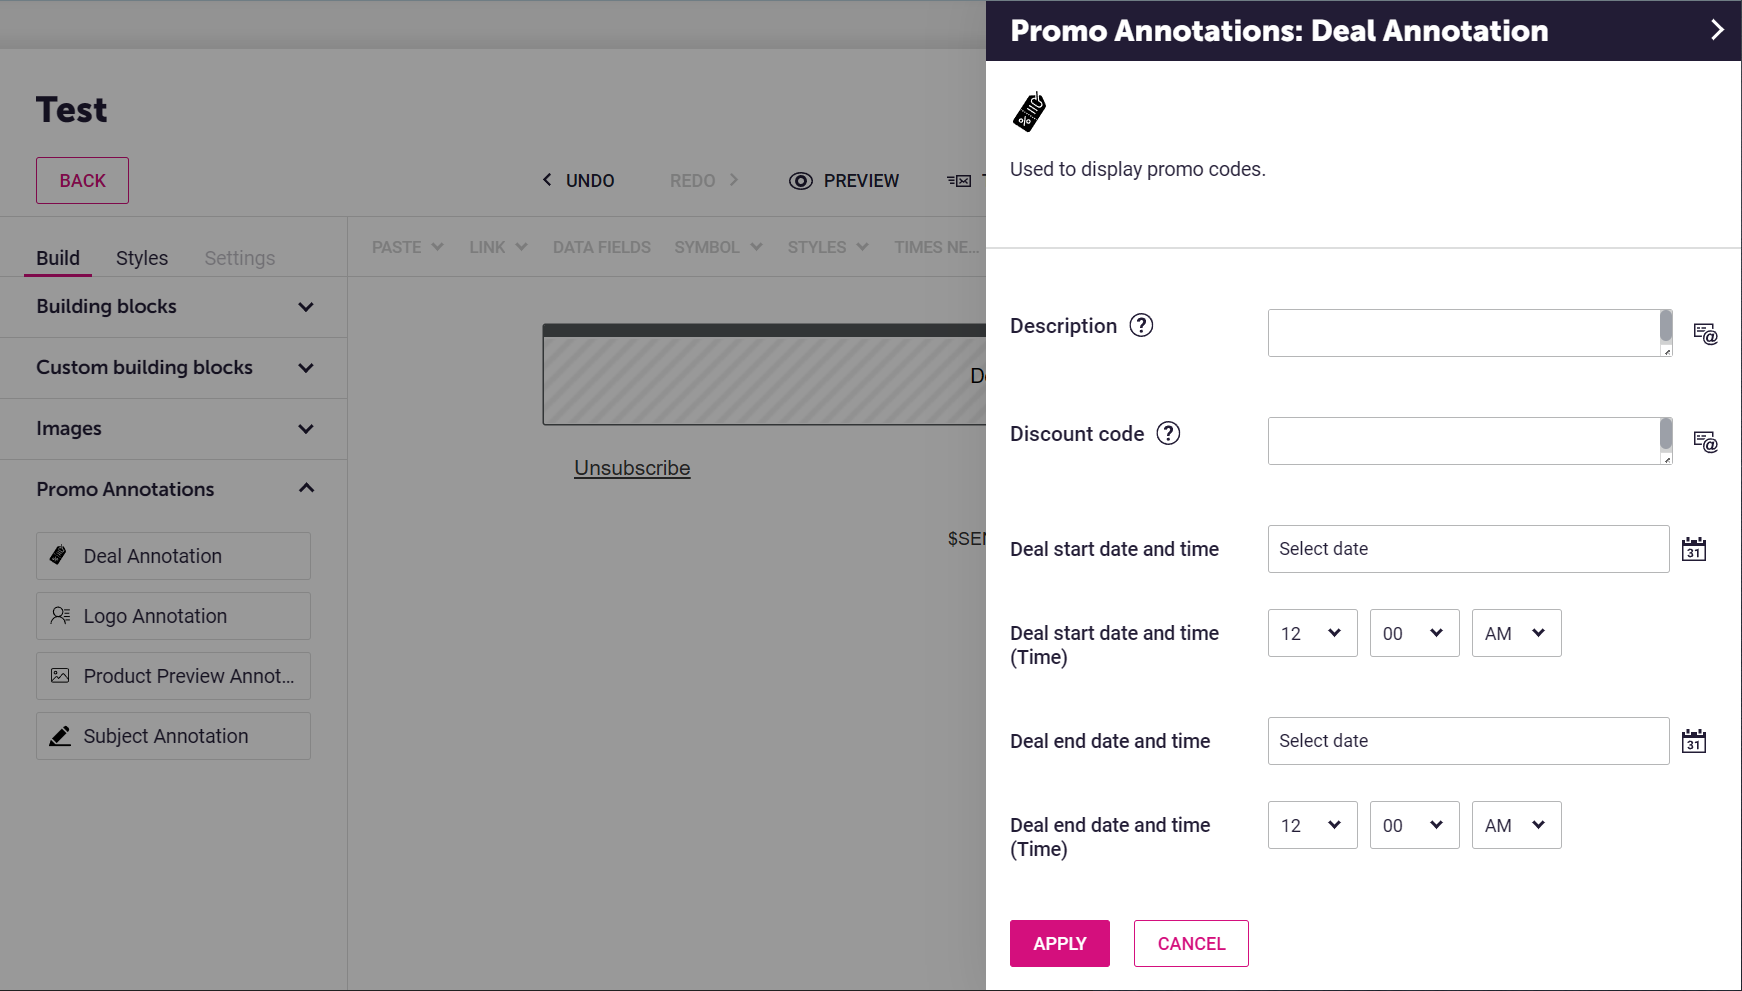 Promo Annotations: Deal Annotation
Test
BACK
UNDO
REDO
PREVIEW
Used to display promo codes.
Build
Styles
Settings
PASTE
LINK
DATA FIELDS
SYMBOL
STYLES
TIMES NE...
Building blocks
Custom building blocks
Images
Promo Annotations
Deal Annotation
Logo Annotation
Product Preview Annot...
Subject Annotation
Unsubscribe
$SE
Description ?
Discount code ?
Deal start date and time
Select date
31
Deal start date and time
(Time)
12
00
AM
Deal end date and time
Select date
31
Deal end date and time
(Time)
12
00
AM
APPLY
CANCEL